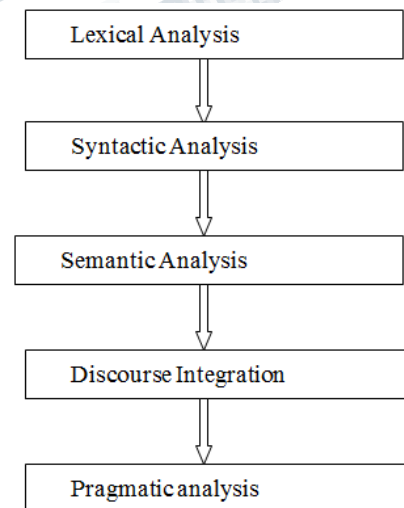 Lexical Analysis
Syntactic Analysis
Semantic Analysis
Discourse Integration
Pragmatic analysis